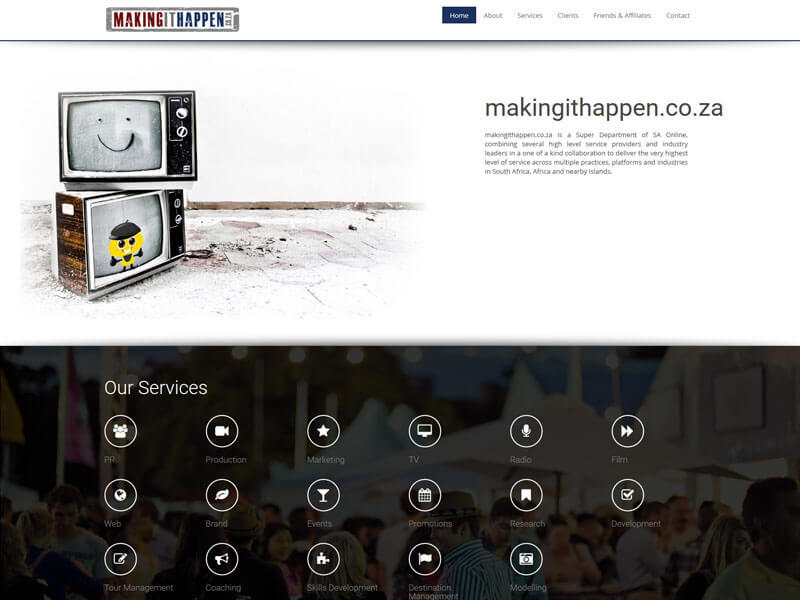 MAKINGITHAPPEN.CO.ZA
Home About Services Clients Friends & Affiliates Contact
makingithappen.co.za
makingithappen.co.za is a Super Department of SA Online,
combining several high level service providers and industry
leaders in a one of a kind collaboration to deliver the very highest
level of service across multiple practices, platforms and industries
in South Africa, Africa and nearby Islands.
Our Services
PR Production Marketing TV Radio Film
Web Brand Events Promotions Research Development
Tour Management Coaching Skills Development Destination Modelling
Management